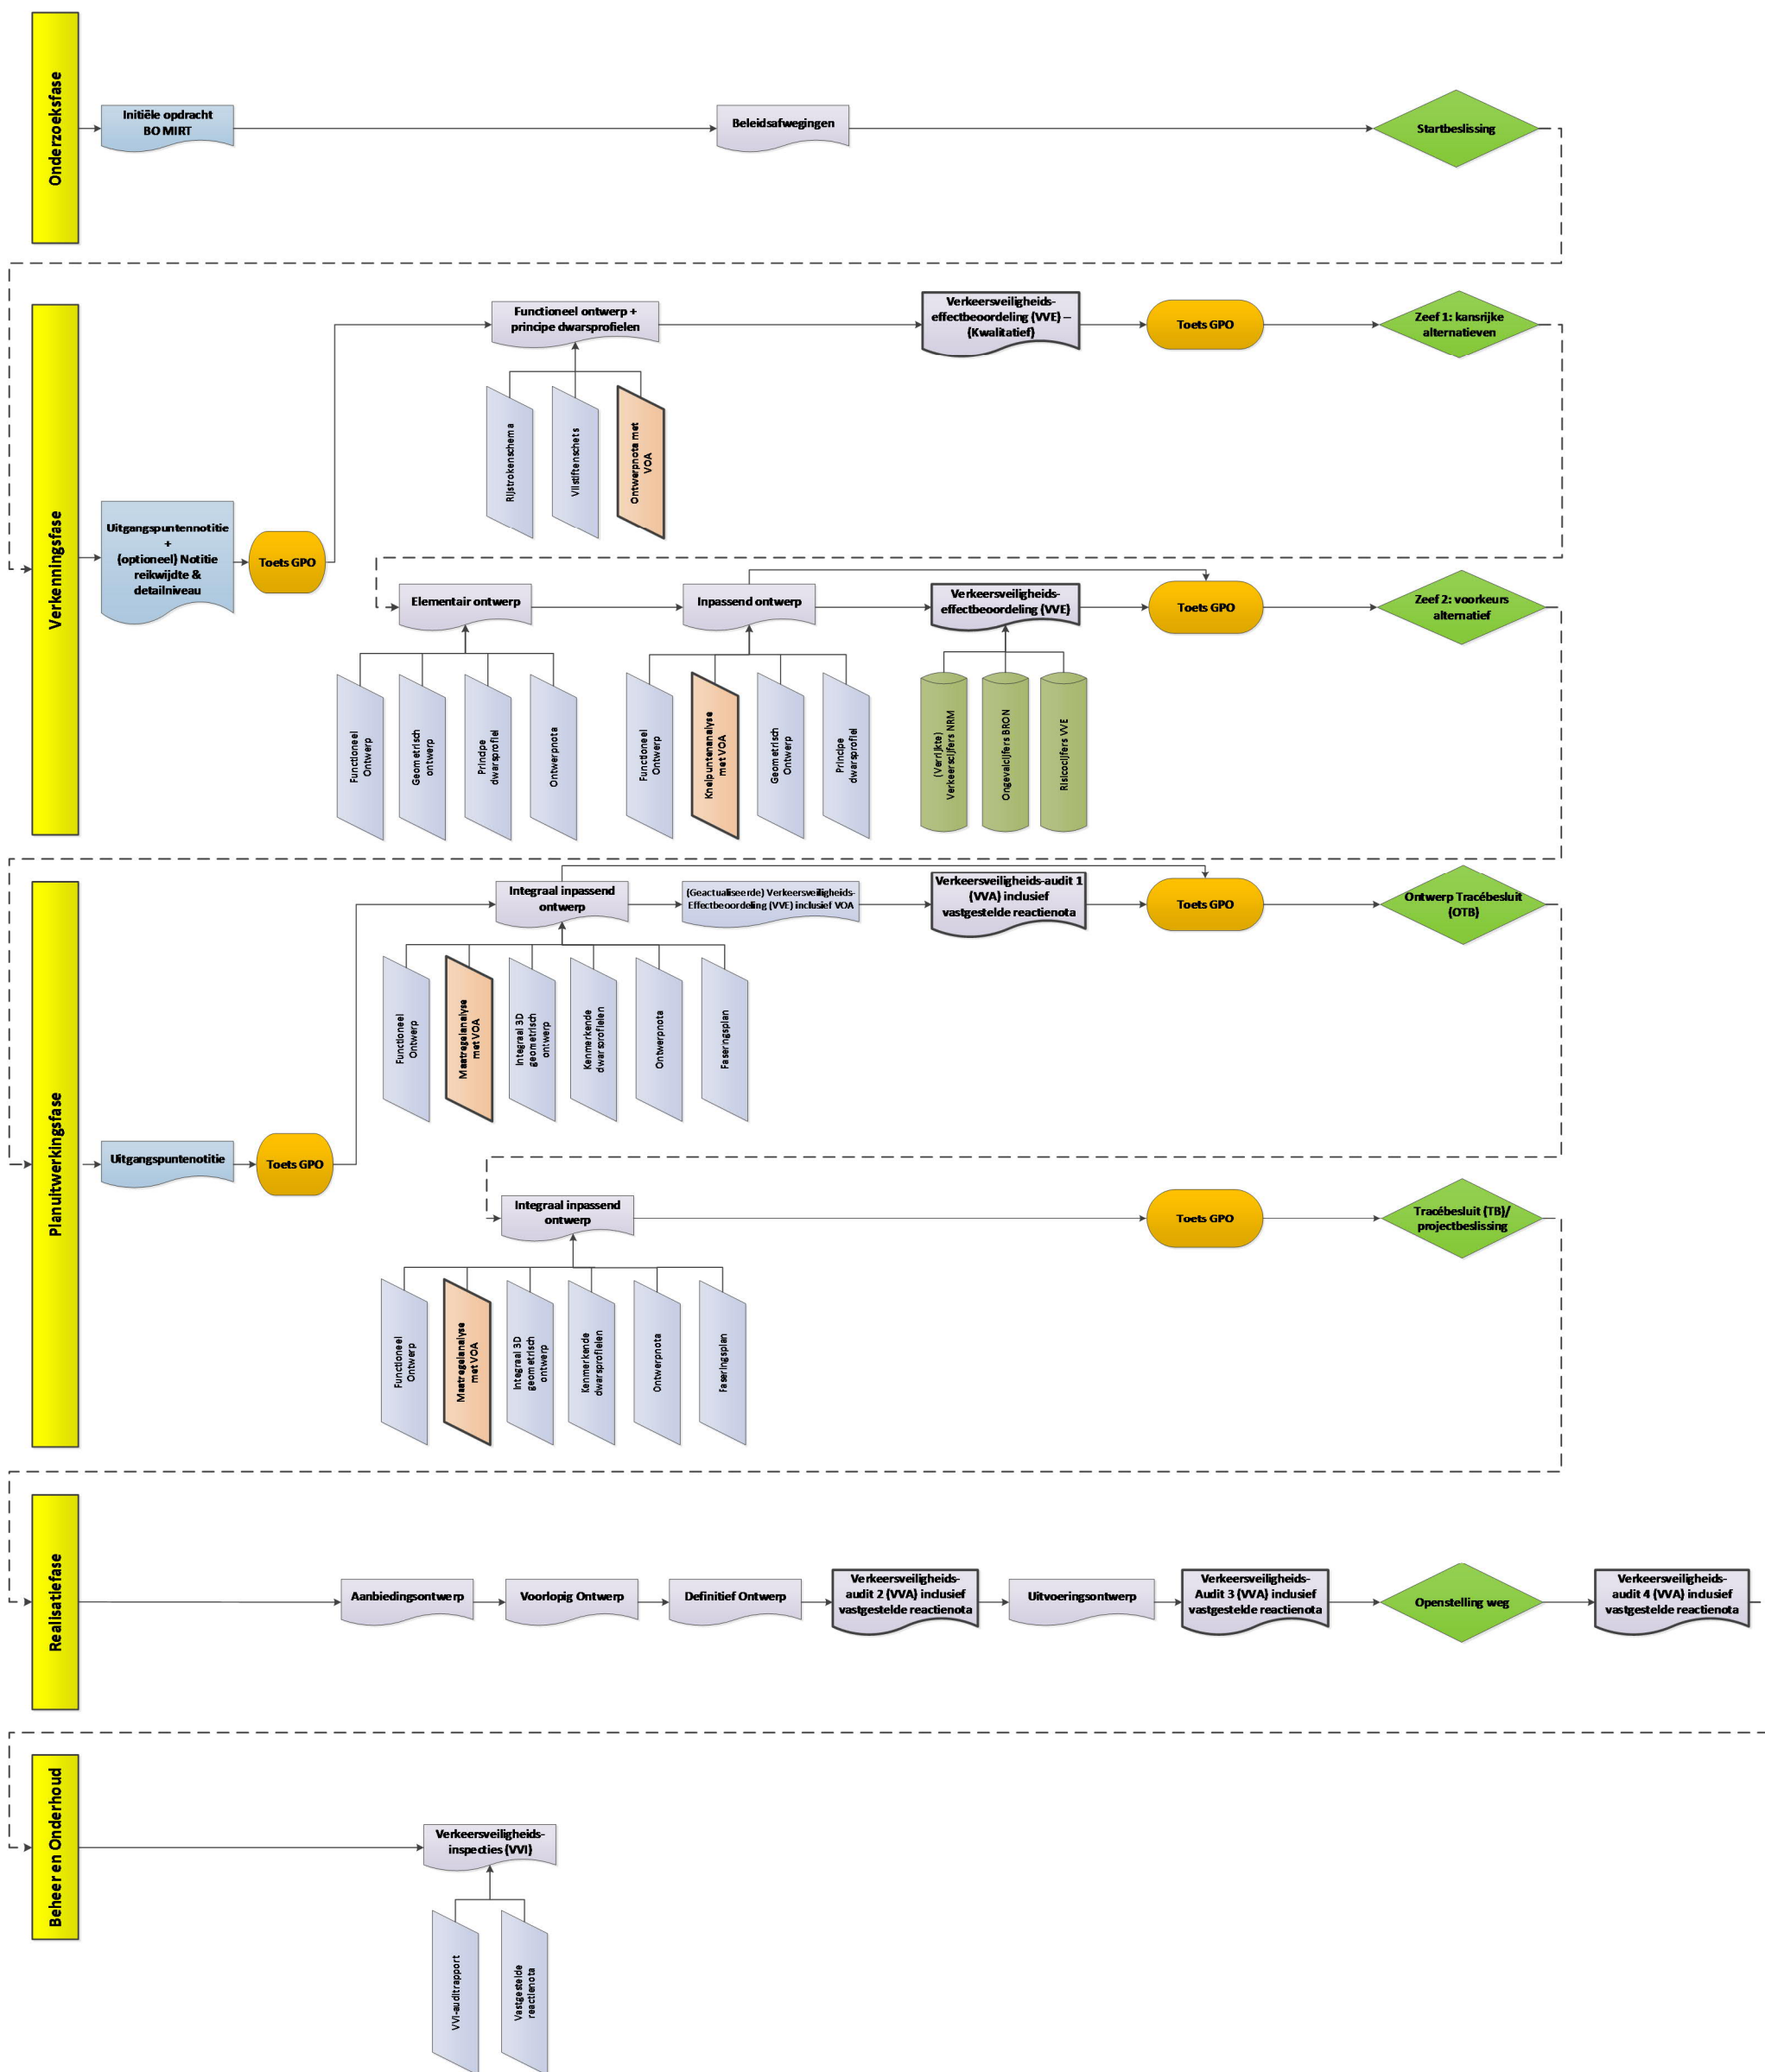 Onderzoeksfase
Initiële opdracht
BO MIRT
Beleidsafwegingen
Startbeslissing
Verkenningsfase
Uitgangspuntennotitie
+
(optioneel) Notitie
reikwijdte &
detailniveau
Toets GPO
Functioneel ontwerp +
principe dwarsprofielen
Rijstrokenschema
Vilstiftenschets
Ontwerpnota met
VOA
Verkeersveiligheids-
effectbeoordeling (VVE) –
(Kwalitatief)
Toets GPO
Zeef 1: kansrijke
alternatieven
Elementair ontwerp
Functioneel
Ontwerp
Geometrisch
ontwerp
Principe
dwarsprofiel
Ontwerpnota
Inpassend ontwerp
Functioneel
Ontwerp
Knelpuntenanalyse
met VOA
Geometrisch
Ontwerp
Principe
dwarsprofiel
Verkeersveiligheids-
effectbeoordeling (VVE)
(Verrijkte)
Verkeerscijfers NRM
Ongevalcijfers BRON
Risicocijfers VVE
Toets GPO
Zeef 2: voorkeurs
alternatief
Planuitwerkingsfase
Uitgangspuntenotitie
Toets GPO
Integraal inpassend
ontwerp
Functioneel
Ontwerp
Maatregelanalyse
met VOA
Integraal 3D
geometrisch
ontwerp
Kenmerkende
dwarsprofielen
Ontwerpnota
Faseringsplan
(Geactualiseerde) Verkeersveiligheids-
Effectbeoordeling (VVE) inclusief VOA
Verkeersveiligheids-audit 1
(VVA) inclusief
vastgestelde reactienota
Toets GPO
Ontwerp Tracébesluit
(OTB)
Integraal inpassend
ontwerp
Functioneel
Ontwerp
Maatregelanalyse
met VOA
Integraal 3D
geometrisch
ontwerp
Kenmerkende
dwarsprofielen
Ontwerpnota
Faseringsplan
Toets GPO
Tracébesluit (TB)/
projectbeslissing
Realisatiefase
Aanbiedingsontwerp
Voorlopig Ontwerp
Definitief Ontwerp
Verkeersveiligheids-
audit 2 (VVA) inclusief
vastgestelde reactienota
Uitvoeringsontwerp
Verkeersveiligheids-
Audit 3 (VVA) inclusief
vastgestelde reactienota
Openstelling weg
Verkeersveiligheids-
audit 4 (VVA) inclusief
vastgestelde reactienota
Beheer en Onderhoud
Verkeersveiligheids-
inspecties (VVI)
VVI-auditrapport
Vastgestelde
reactienota